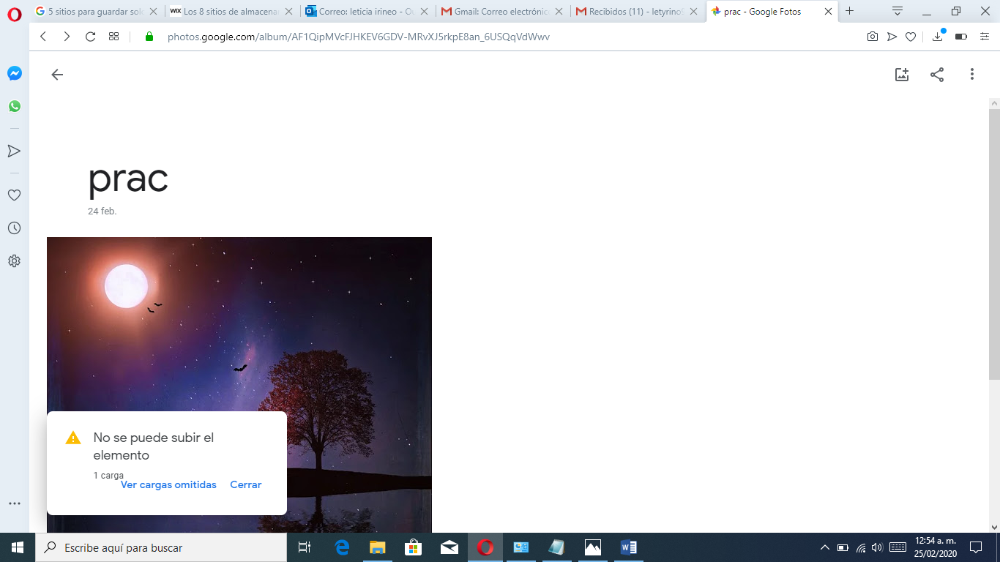 5 sitios para guardar sol
WIX Los 8 sitios de almacena
Correo: leticia irineo - Ou
Gmail: Correo electrónic
Recibidos (11) - letyrino
prac - Google Fotos
photos.google.com/album/AF1QipMVcFJHKEV6GDV-MRvXJ5rkpE8an_6USQqVdWwv
prac
24 feb.
No se puede subir el
elemento
1 carga
Ver cargas omitidas Cerrar
Escribe aquí para buscar
12:54 a. m.
25/02/2020